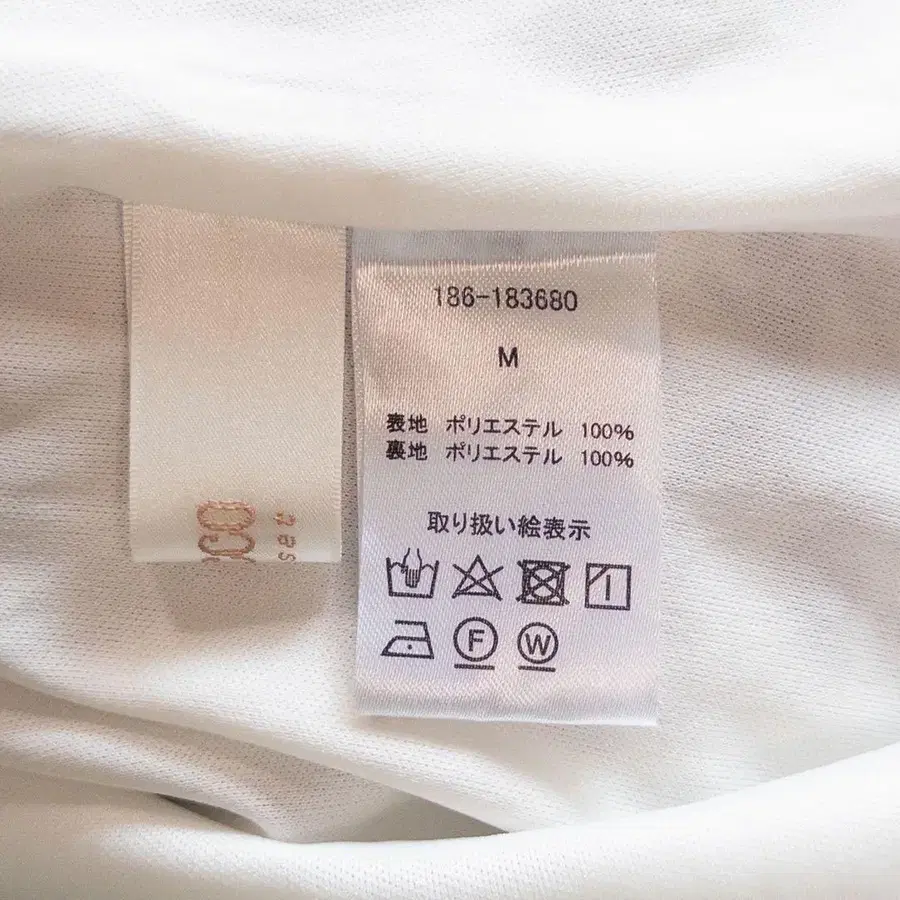 186-183680
M
表地 ポリエステル 100%
裏地 ポリエステル 100%
取り扱い絵表示
F W